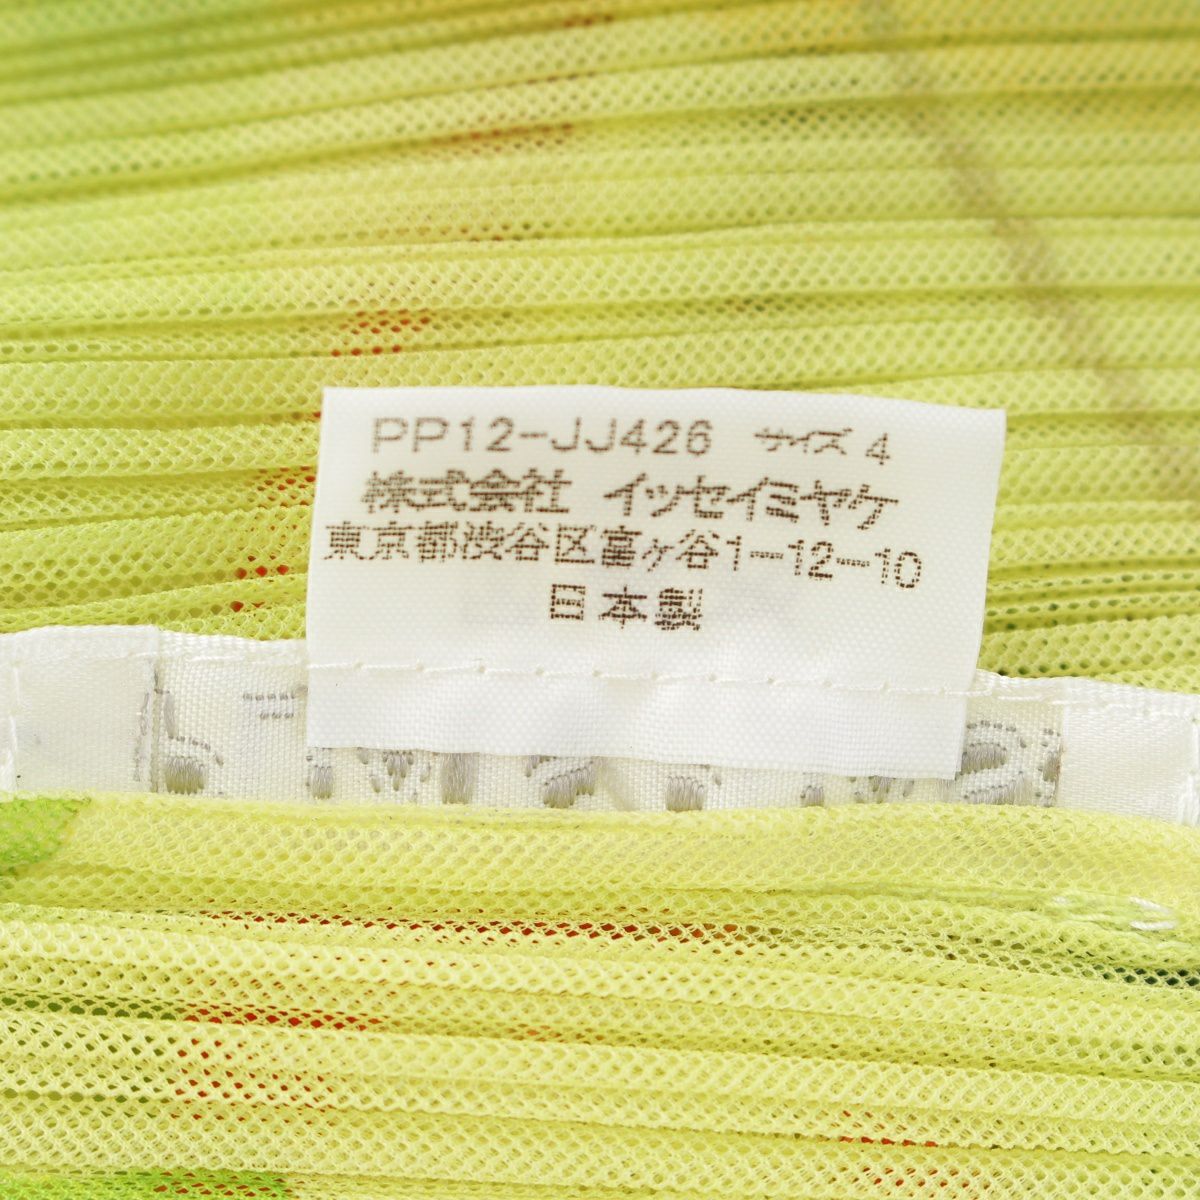 PP12-JJ426 サイズ 4
株式会社 イッセイミヤケ
東京都渋谷区富ヶ谷1-12-10
日本製